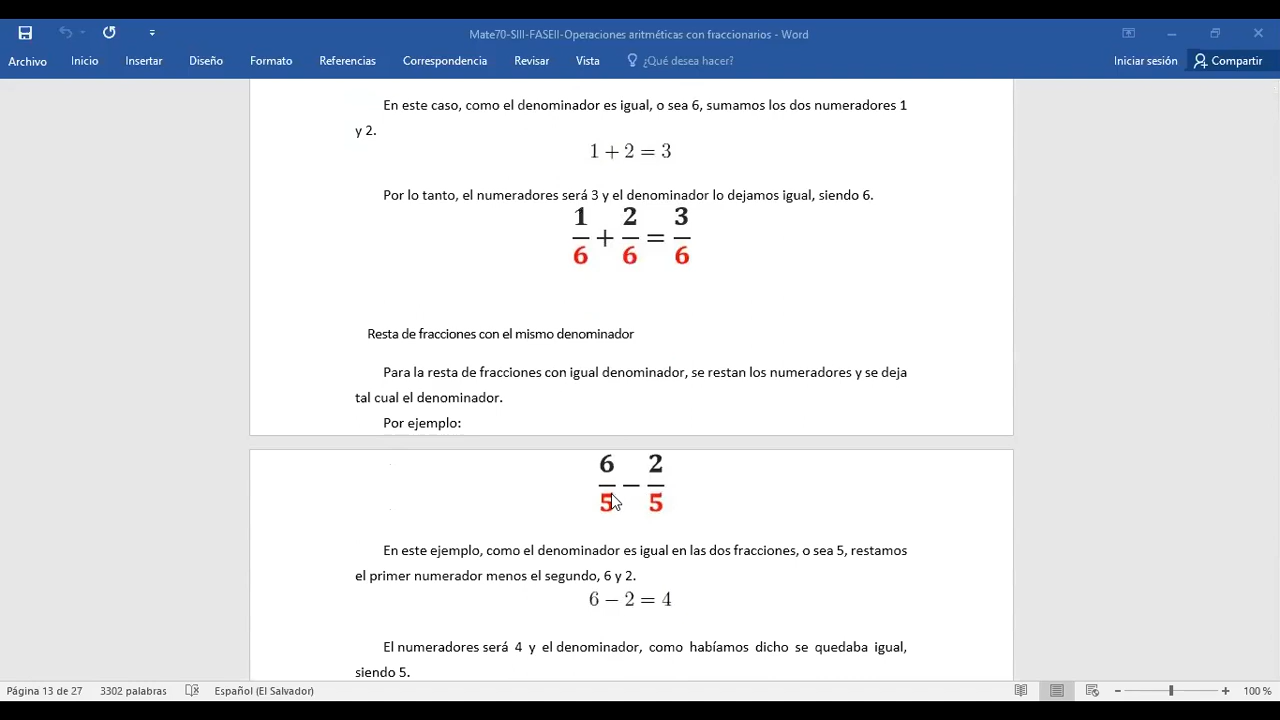 Mate70-SIII-FASEII-Operaciones aritméticas con fraccionarios - Word
Archivo Inicio Insertar Diseño Formato Referencias Correspondencia Revisar Vista ¿Qué desea hacer? Iniciar sesión Compartir
En este caso, como el denominador es igual, o sea 6, sumamos los dos numeradores 1
y 2.
1 + 2 = 3
Por lo tanto, el numeradores será 3 y el denominador lo dejamos igual, siendo 6.
1/6 + 2/6 = 3/6
Resta de fracciones con el mismo denominador
Para la resta de fracciones con igual denominador, se restan los numeradores y se deja
tal cual el denominador.
Por ejemplo:
6/5 − 2/5
En este ejemplo, como el denominador es igual en las dos fracciones, o sea 5, restamos
el primer numerador menos el segundo, 6 y 2.
6 − 2 = 4
El numeradores será 4 y el denominador, como habíamos dicho se quedaba igual,
siendo 5.
Página 13 de 27 3302 palabras Español (El Salvador) 100 %